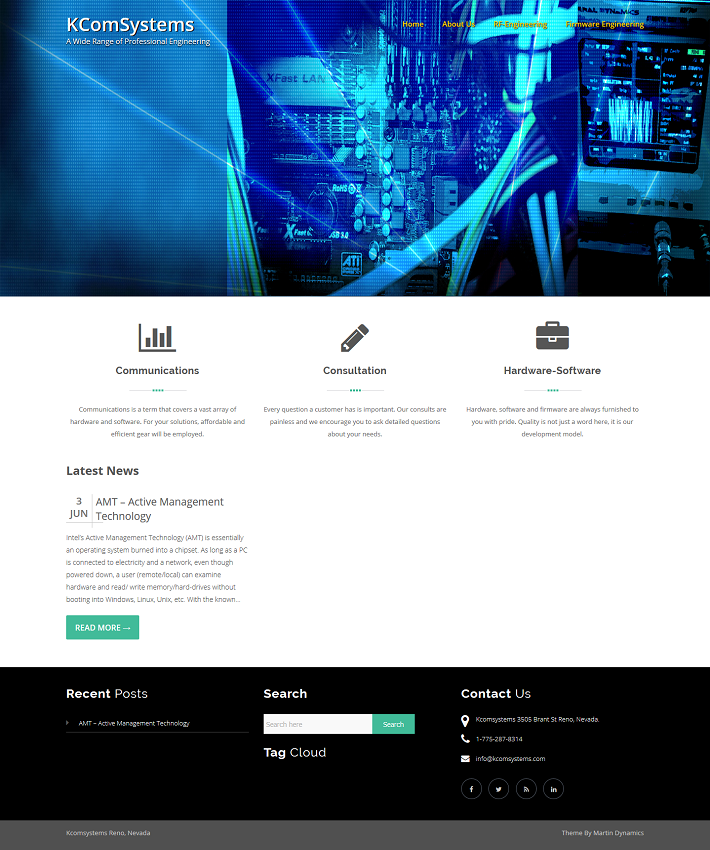 KComSystems
A Wide Range of Professional Engineering
Home About Us RF-Engineering Firmware Engineering
XFast LAN
RoHS
XFast
USB 3.0
ATI
Communications
Communications is a term that covers a vast array of
hardware and software. For your solutions, affordable and
efficient gear will be employed.
Consultation
Every question a customer has is important. Our consults are
painless and we encourage you to ask detailed questions
about your needs.
Hardware-Software
Hardware, software and firmware are always furnished to
you with pride. Quality is not just a word here, it is our
development model.
Latest News
3
JUN
AMT – Active Management
Technology
Intel's Active Management Technology (AMT) is essentially
an operating system burned into a chipset. As long as a PC
is connected to electricity and a network, even though
powered down, a user (remote/local) can examine
hardware and read/ write memory/hard-drives without
booting into Windows, Linux, Unix, etc. With the known...
READ MORE →
Recent Posts
AMT – Active Management Technology
Search
Search here
Search
Tag Cloud
Contact Us
Kcomsystems 3505 Brant St Reno, Nevada.
1-775-287-8314
info@kcomsystems.com
Kcomsystems Reno, Nevada
Theme By Martin Dynamics